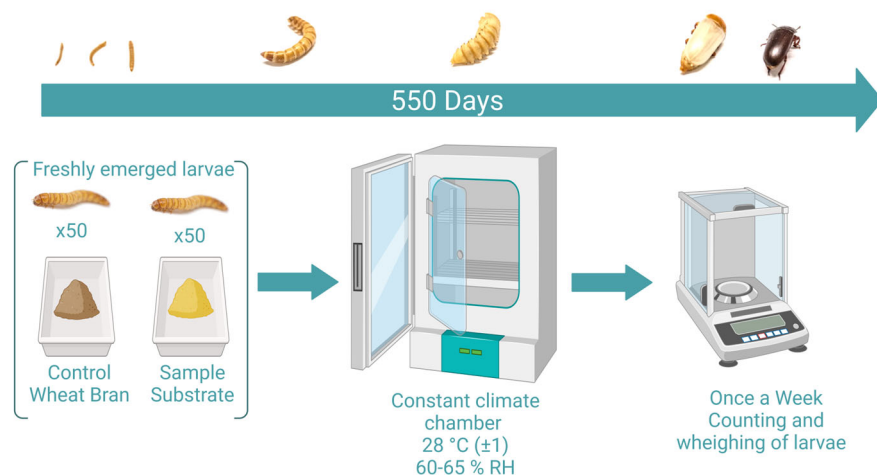 550 Days
Freshly emerged larvae
x50
x50
Control
Wheat Bran
Sample
Substrate
Constant climate
chamber
28 °C (±1)
60-65 % RH
Once a Week
Counting and
wheighing of larvae